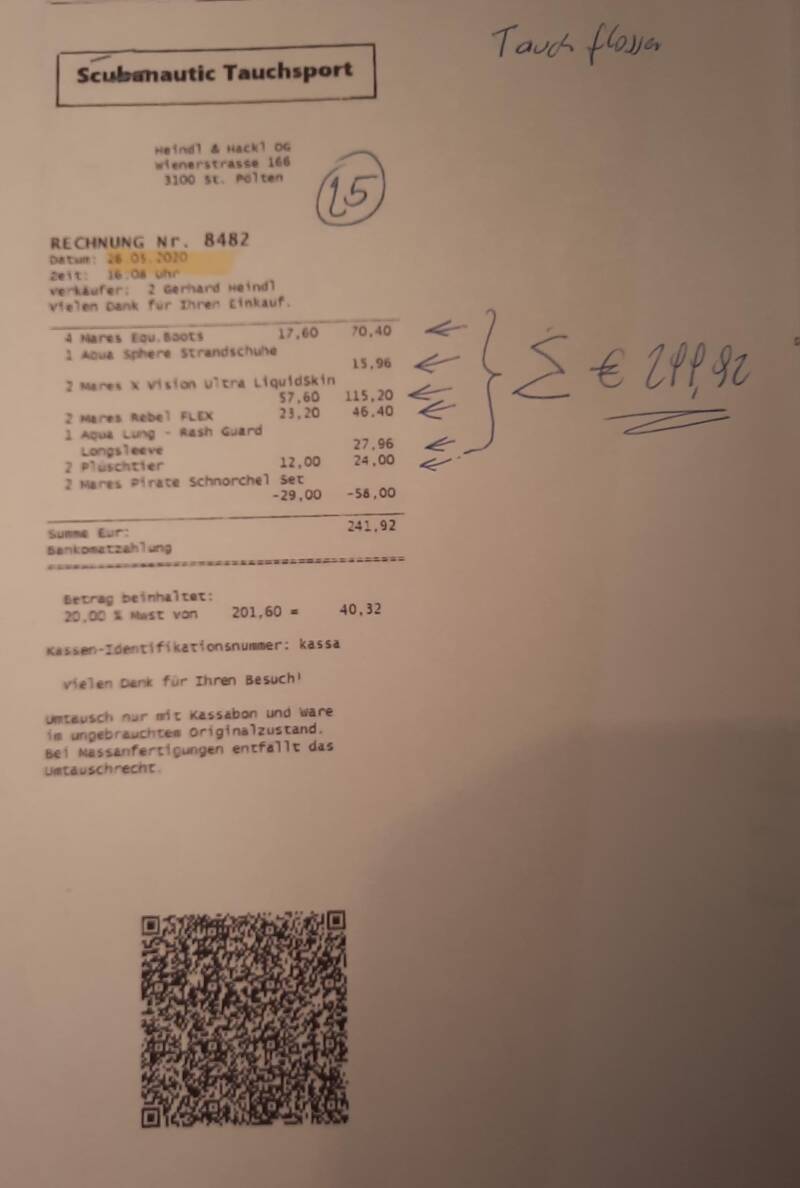 Tauchflossen
Scubanautic Tauchsport
Heindl & Hackl OG
Wienerstrasse 166
3100 St. Pölten
15
RECHNUNG Nr. 8482
Datum:
Zeit: 16:08 Uhr
Verkäufer: 2 Gerhard Heindl
Vielen Dank für Ihren Einkauf.
4 Mares Equ.Boots 17,60 70,40
1 Aqua Sphere Strandschuhe
15,96
2 Mares X Vision Ultra LiquidSkin
57,60 115,20
2 Mares Rebel FLEX 23,20 46,40
1 Aqua Lung - Rash Guard
Longsleeve 27,96
2 Plüschtier 12,00 24,00
2 Mares Pirate Schnorchel Set
-29,00 -58,00
Σ € 299,92
Summe Eur: 241,92
Bankomatzahlung
Betrag beinhaltet:
20,00 % MwSt von 201,60 = 40,32
Kassen-Identifikationsnummer: kassa
Vielen Dank für Ihren Besuch!
Umtausch nur mit Kassabon und Ware
im ungebrauchtem Originalzustand.
Bei Massanfertigungen entfällt das
Umtauschrecht.